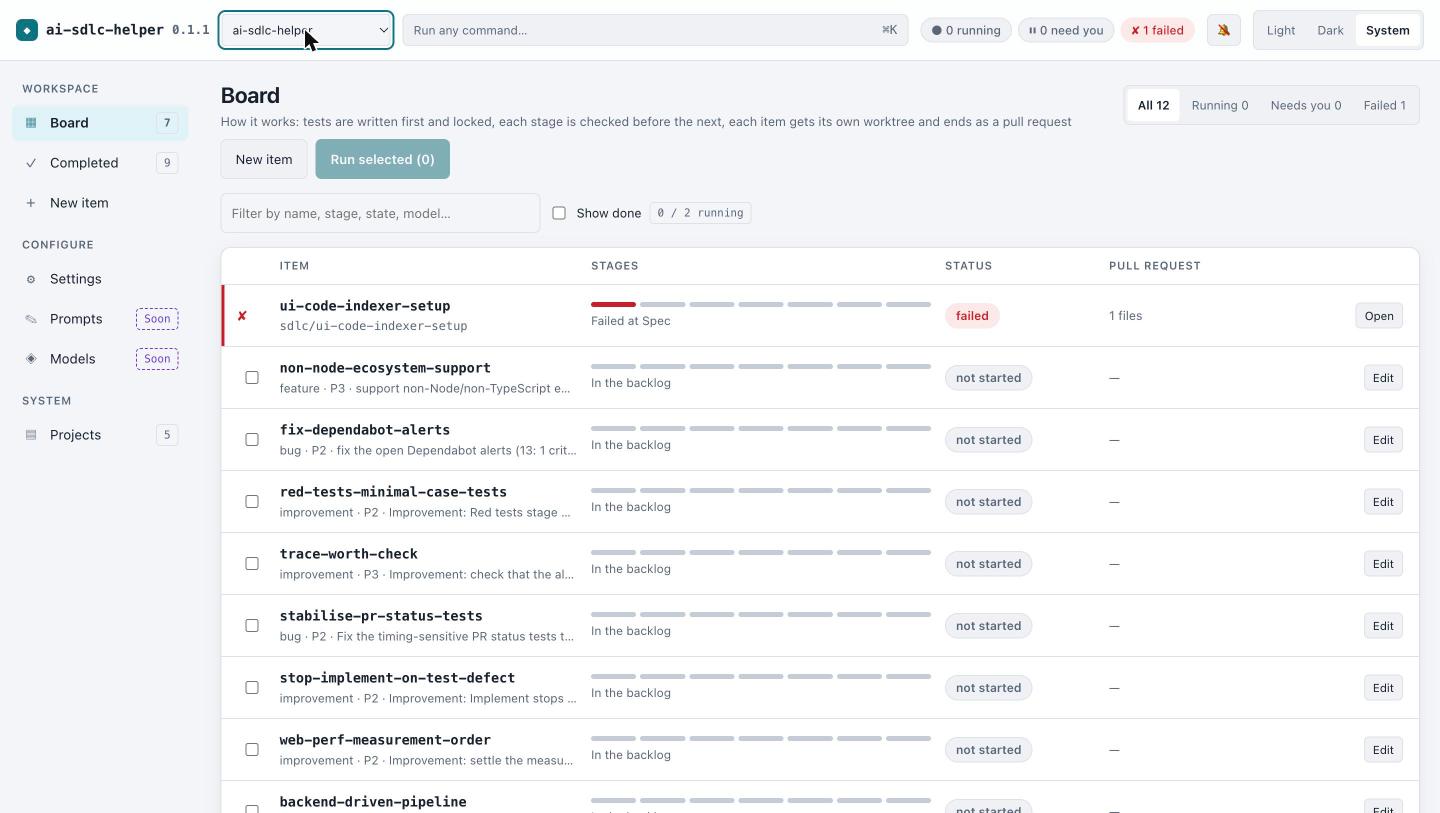 ai-sdlc-helper 0.1.1
ai-sdlc-helper
Run any command... ⌘K
0 running
0 need you
✘ 1 failed
Light Dark System
WORKSPACE
Board 7
Completed 9
+ New item
CONFIGURE
Settings
Prompts Soon
Models Soon
SYSTEM
Projects 5
Board
How it works: tests are written first and locked, each stage is checked before the next, each item gets its own worktree and ends as a pull request
All 12 Running 0 Needs you 0 Failed 1
New item Run selected (0)
Filter by name, stage, state, model...
Show done 0 / 2 running
ITEM STAGES STATUS PULL REQUEST
ui-code-indexer-setup
sdlc/ui-code-indexer-setup
Failed at Spec
failed
1 files
Open
non-node-ecosystem-support
feature · P3 · support non-Node/non-TypeScript e...
In the backlog
not started
—
Edit
fix-dependabot-alerts
bug · P2 · fix the open Dependabot alerts (13: 1 crit...
In the backlog
not started
—
Edit
red-tests-minimal-case-tests
improvement · P2 · Improvement: Red tests stage ...
In the backlog
not started
—
Edit
trace-worth-check
improvement · P3 · Improvement: check that the al...
In the backlog
not started
—
Edit
stabilise-pr-status-tests
bug · P2 · Fix the timing-sensitive PR status tests t...
In the backlog
not started
—
Edit
stop-implement-on-test-defect
improvement · P2 · Improvement: Implement stops ...
In the backlog
not started
—
Edit
web-perf-measurement-order
improvement · P2 · Improvement: settle the measu...
In the backlog
not started
—
Edit
backend-driven-pipeline
not started
Edit